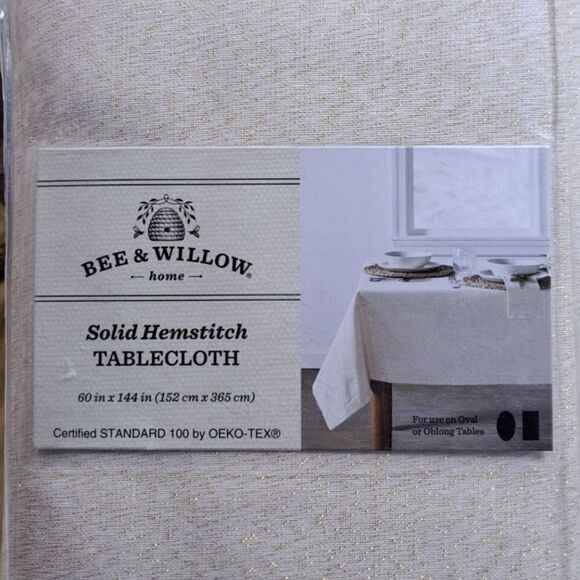 BEE & WILLOW®
home
Solid Hemstitch
TABLECLOTH
60 in x 144 in (152 cm x 365 cm)
Certified STANDARD 100 by OEKO-TEX®
For use on Oval
or Oblong Tables